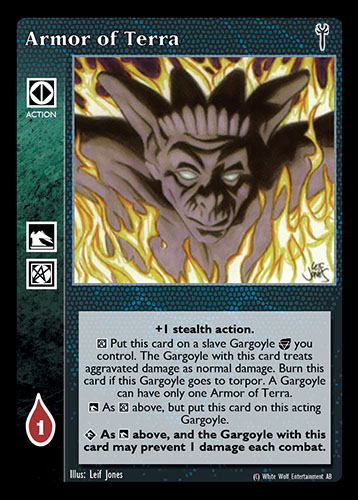 Armor of Terra
ACTION
LEIF
JONES
+1 stealth action.
Put this card on a slave Gargoyle you
control. The Gargoyle with this card treats
aggravated damage as normal damage. Burn this
card if this Gargoyle goes to torpor. A Gargoyle
can have only one Armor of Terra.
As above, but put this card on this acting
Gargoyle.
As above, and the Gargoyle with this
card may prevent 1 damage each combat.
1
Illus: Leif Jones (C) White Wolf Entertainment AB